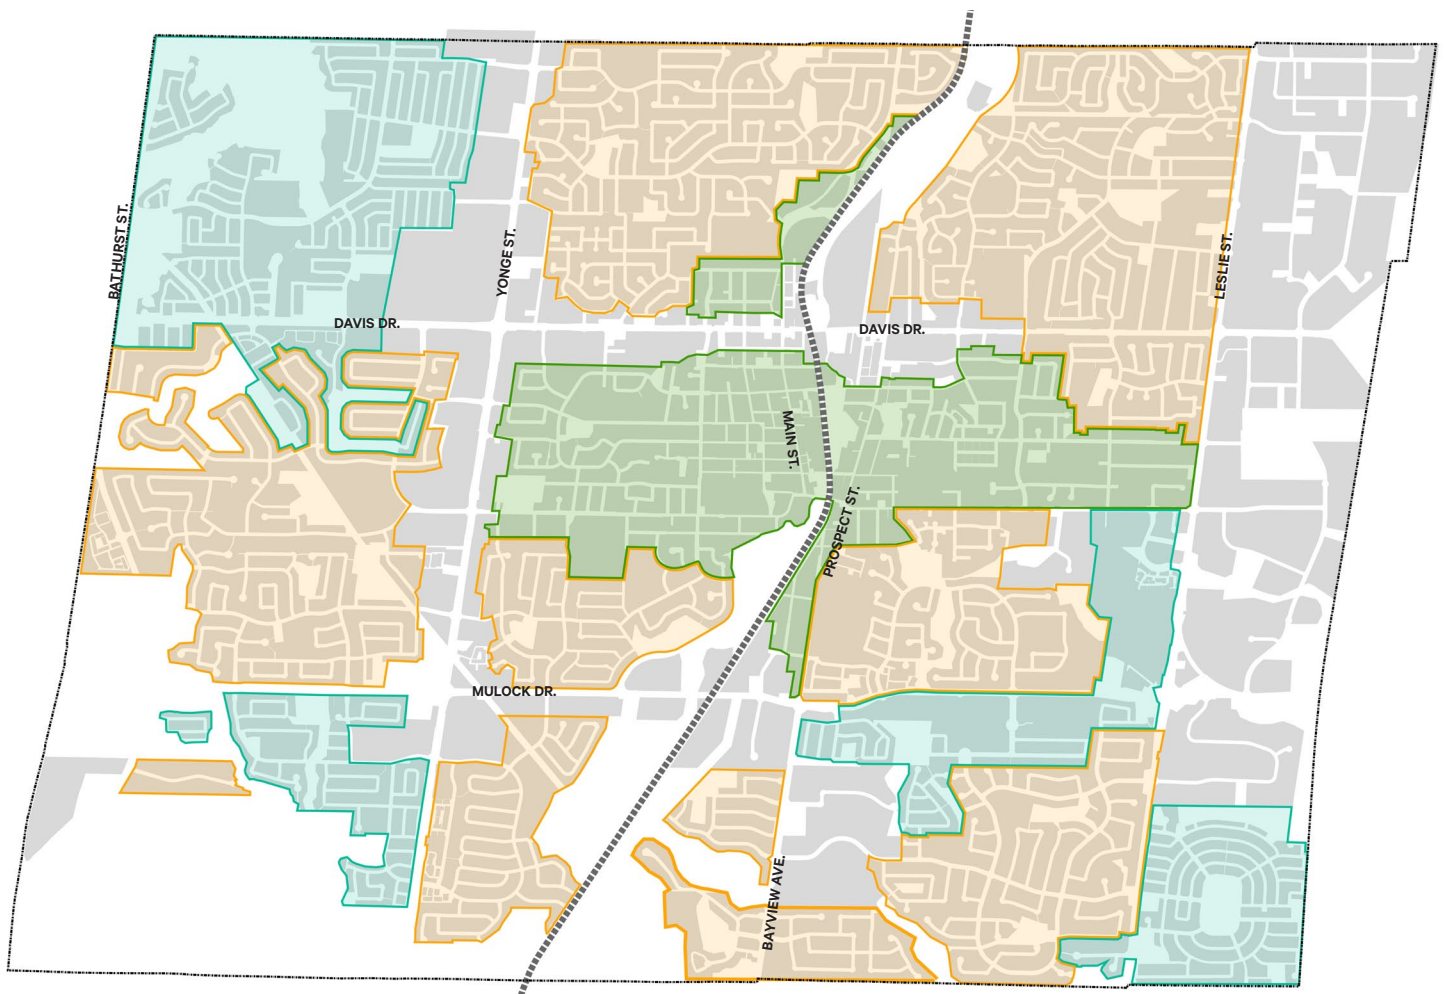 BATHURST ST.
YONGE ST.
LESLIE ST.
DAVIS DR.
DAVIS DR.
MAIN ST.
PROSPECT ST.
MULOCK DR.
BAYVIEW AVE.